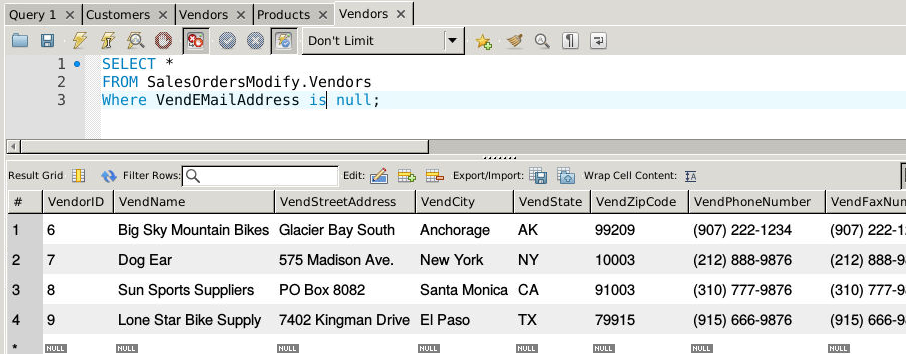 Query 1 Customers Vendors Products Vendors
Don't Limit
1 SELECT *
2 FROM SalesOrdersModify.Vendors
3 Where VendEMailAddress is null;
Result Grid Filter Rows: Edit: Export/Import: Wrap Cell Content:
# VendorID VendName VendStreetAddress VendCity VendState VendZipCode VendPhoneNumber VendFaxNum
1 6 Big Sky Mountain Bikes Glacier Bay South Anchorage AK 99209 (907) 222-1234 (907) 222-1
2 7 Dog Ear 575 Madison Ave. New York NY 10003 (212) 888-9876 (212) 888-9
3 8 Sun Sports Suppliers PO Box 8082 Santa Monica CA 91003 (310) 777-9876 (310) 777-9
4 9 Lone Star Bike Supply 7402 Kingman Drive El Paso TX 79915 (915) 666-9876 (915) 666-9
* NULL NULL NULL NULL NULL NULL NULL NULL